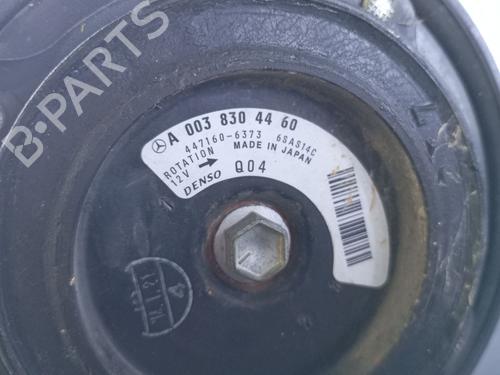 B-PARTS
A 003 830 44 60
447160-6373 6SAS14C
ROTATION MADE IN JAPAN
12V
DENSO Q04